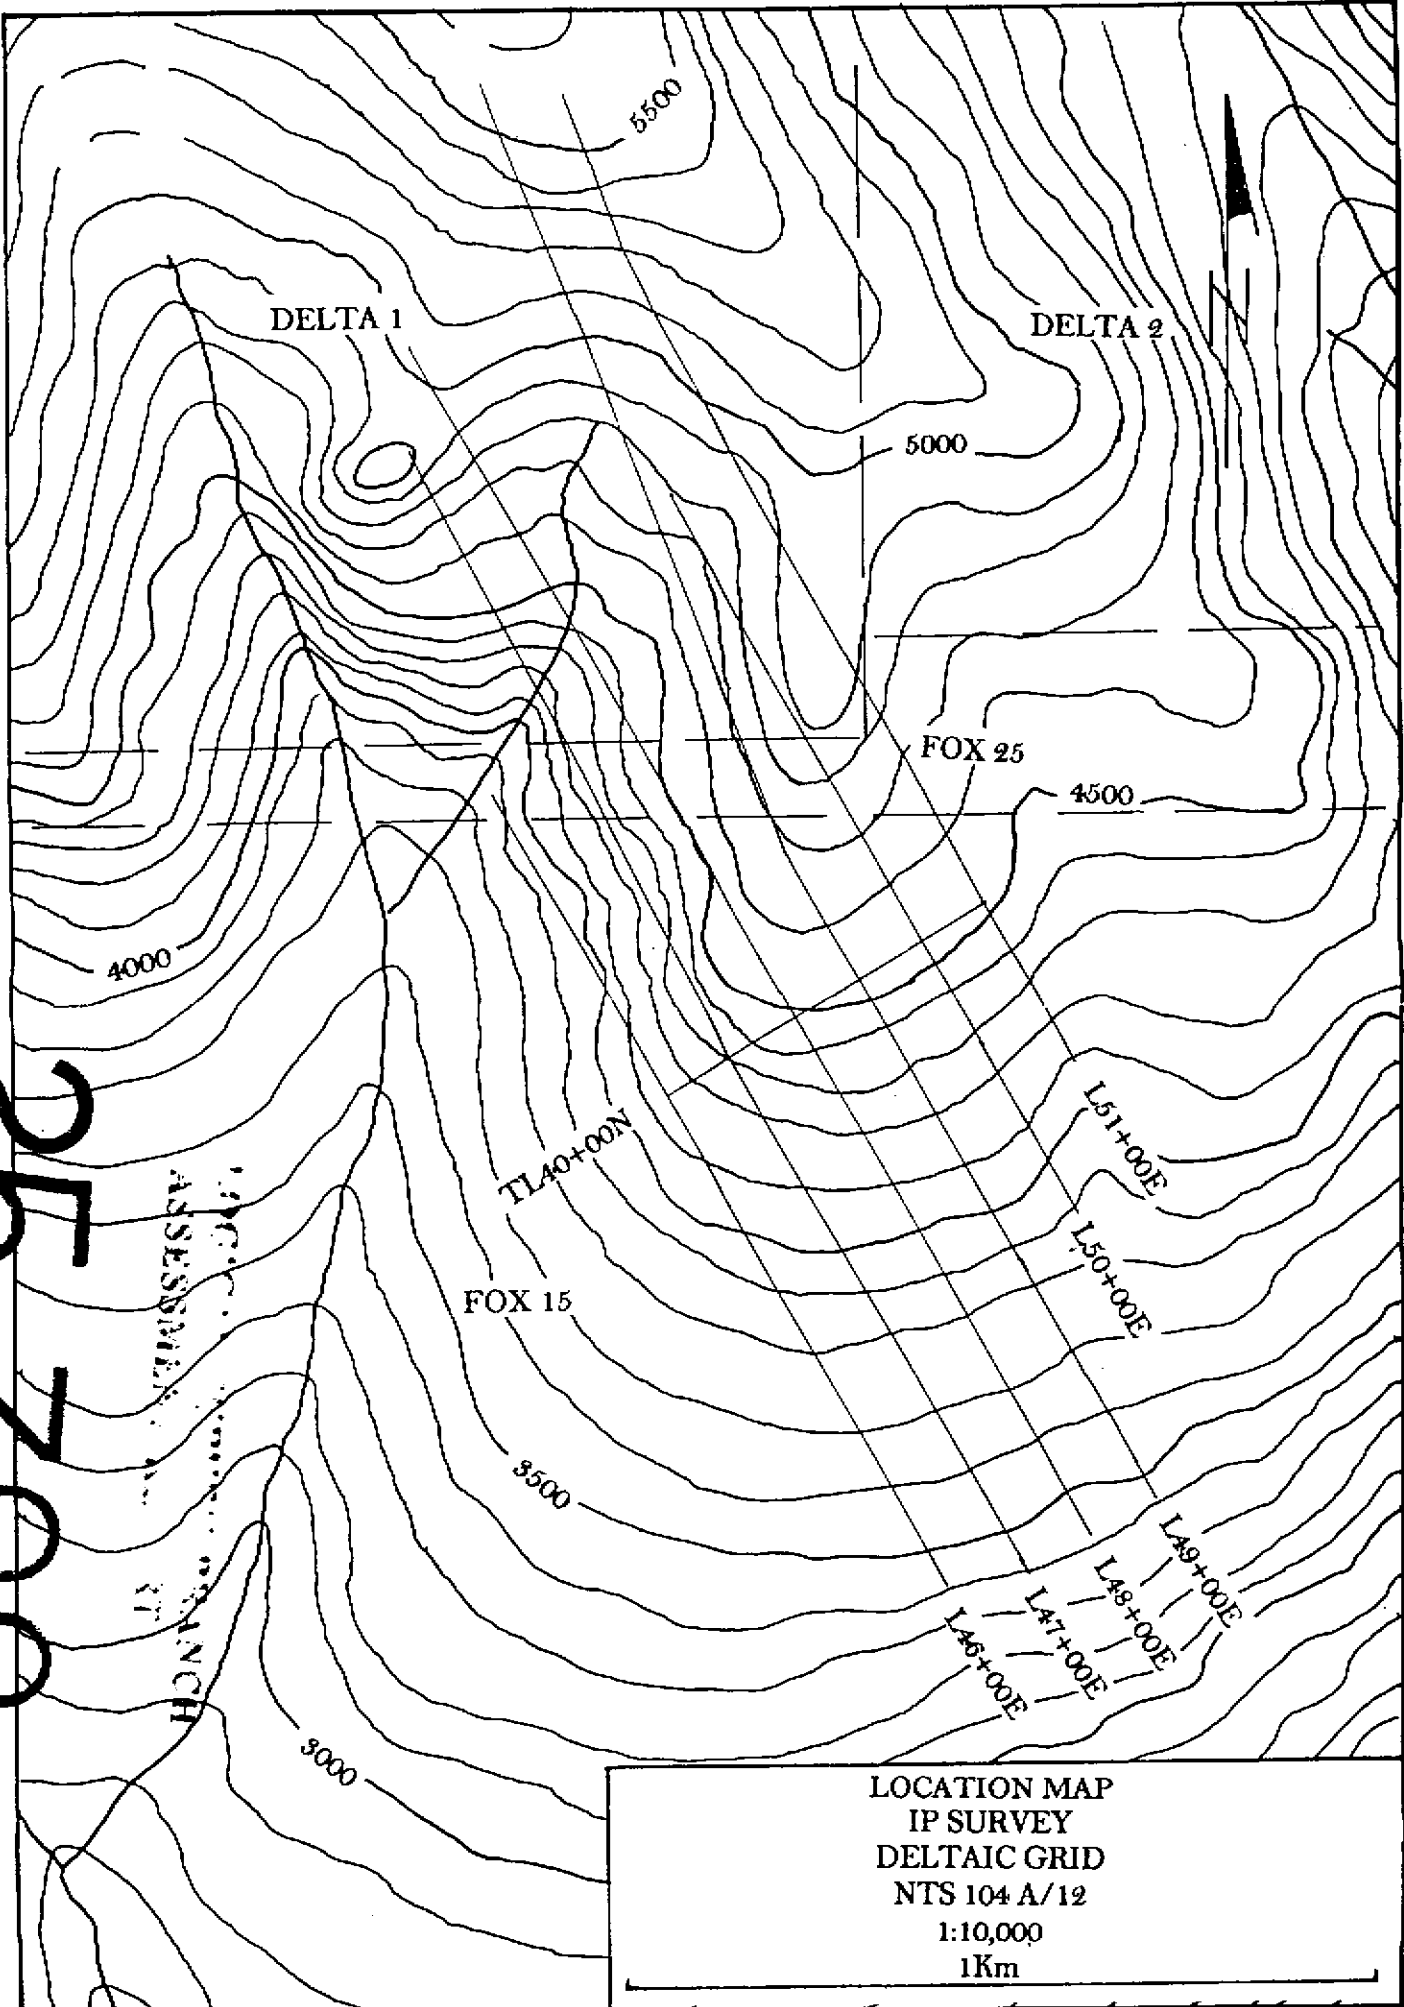 5500
DELTA 1
DELTA 2
N
5000
FOX 25
4500
4000
L51+00E
TL40+00N
ASSESSMENT
L50+00E
FOX 15
3500
L49+00E
L48+00E
L47+00E
L46+00E
3000
LOCATION MAP
IP SURVEY
DELTAIC GRID
NTS 104 A/12
1:10,000
1Km